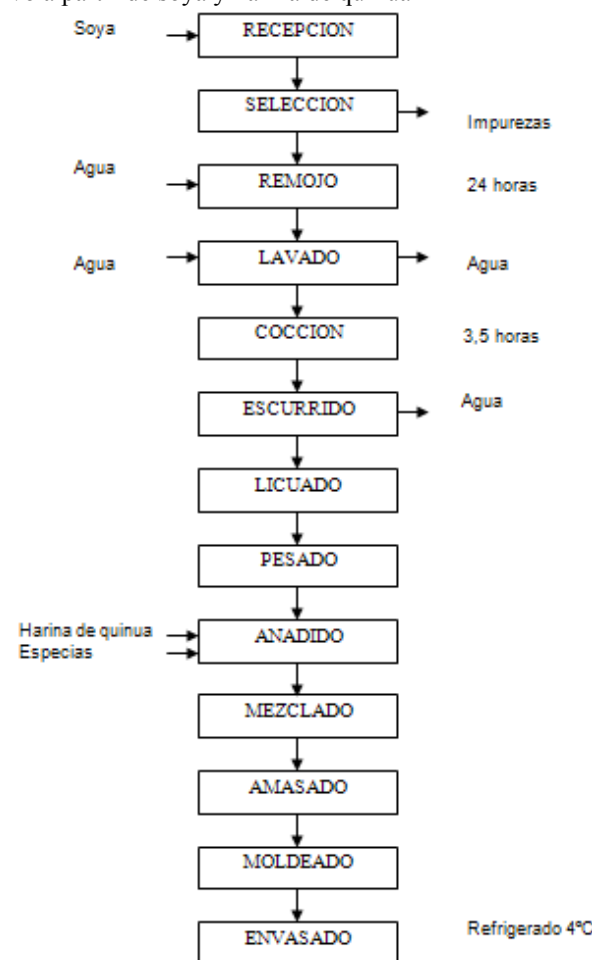 Soya RECEPCION
SELECCION
Impurezas
Agua
REMOJO 24 horas
Agua LAVADO Agua
COCCION 3,5 horas
ESCURRIDO Agua
LICUADO
PESADO
Harina de quinua
Especias
ANADIDO
MEZCLADO
AMASADO
MOLDEADO
ENVASADO Refrigerado 4ºC